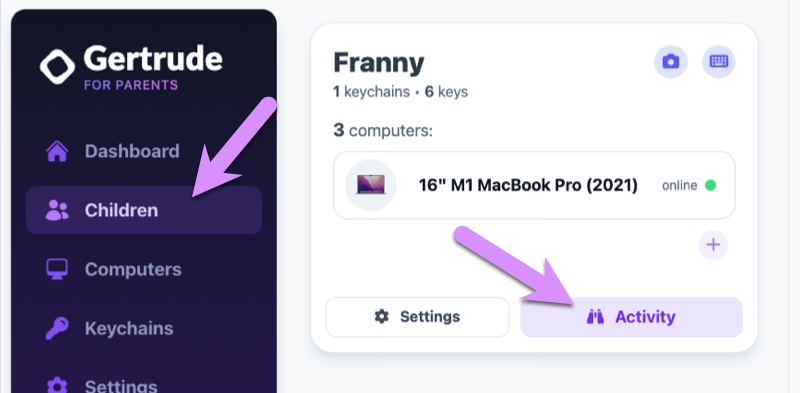 Gertrude
FOR PARENTS
Dashboard
Children
Computers
Keychains
Settings
Franny
1 keychains • 6 keys
3 computers:
16" M1 MacBook Pro (2021) online
+
Settings Activity